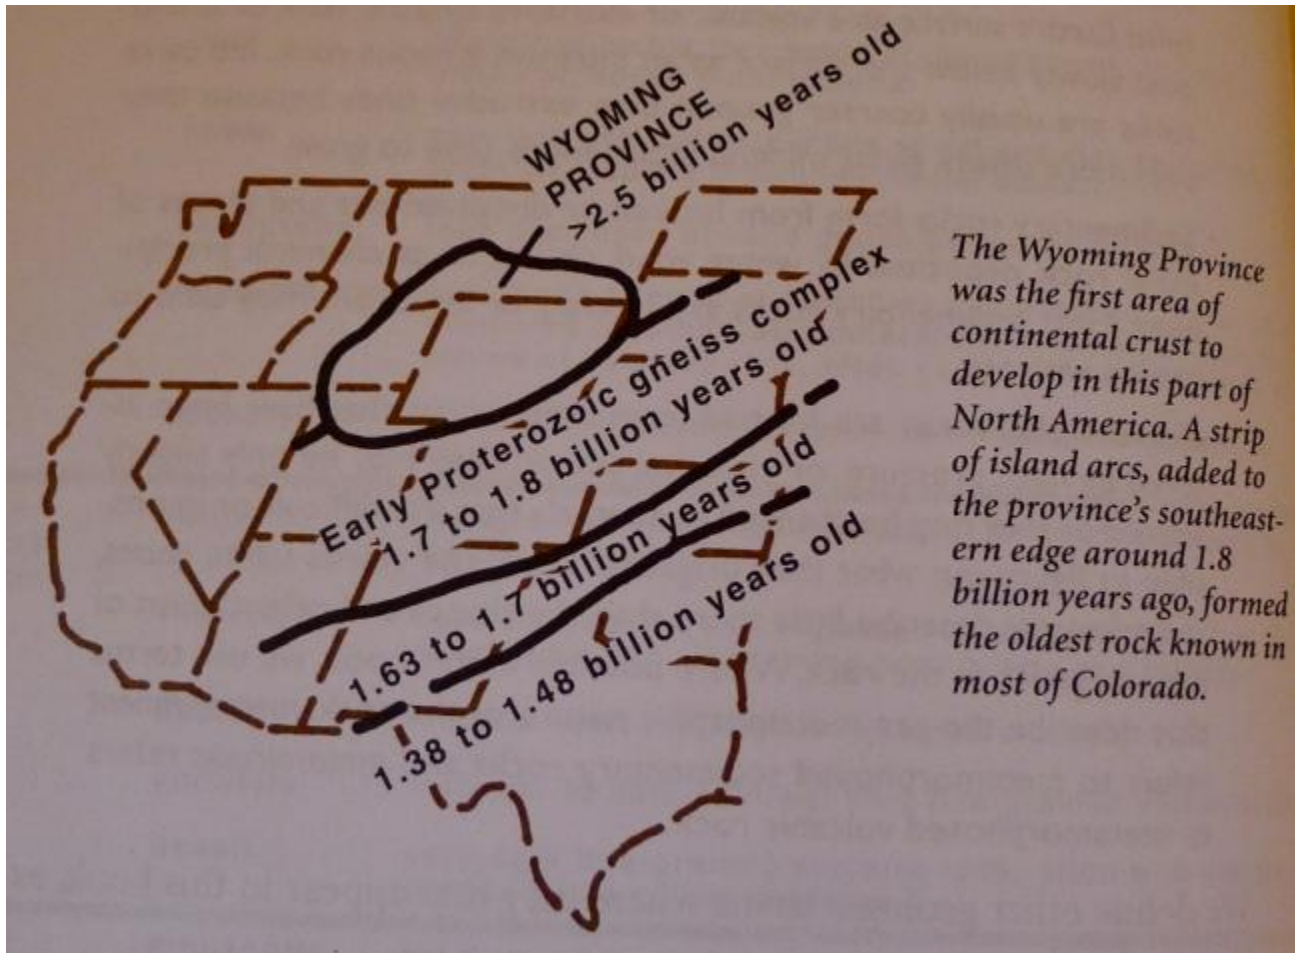 WYOMING
PROVINCE
>2.5 billion years old
Early Proterozoic gneiss complex
1.7 to 1.8 billion years old
1.63 to 1.7 billion years old
1.38 to 1.48 billion years old
The Wyoming Province
was the first area of
continental crust to
develop in this part of
North America. A strip
of island arcs, added to
the province's southeast-
ern edge around 1.8
billion years ago, formed
the oldest rock known in
most of Colorado.